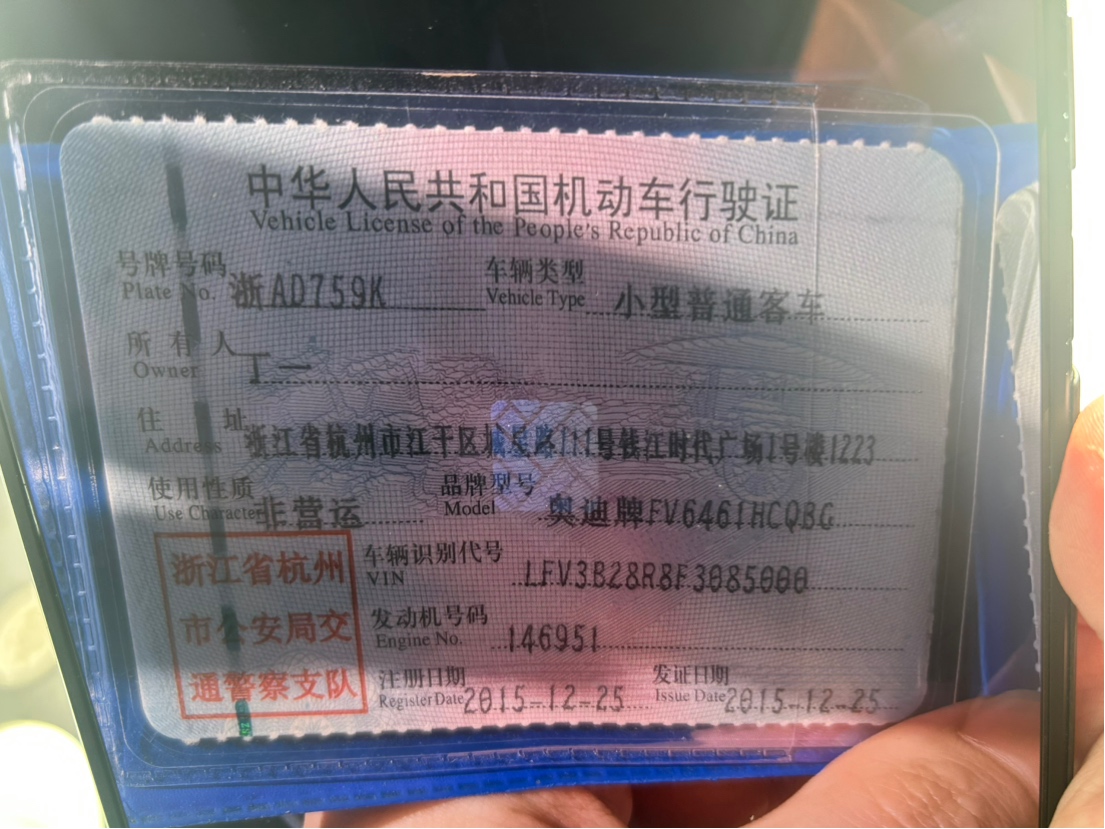 中华人民共和国机动车行驶证
Vehicle License of the People's Republic of China
号牌号码 浙AD759K 车辆类型 小型普通客车
Plate No. Vehicle Type
所有人 丁一
Owner
住址 浙江省杭州市江干区城星路111号钱江时代广场1号楼1223
Address
使用性质 非营运 品牌型号 奥迪牌FV6461HCQBG
Use Character Model
浙江省杭州
市公安局交
通警察支队
车辆识别代号 LFV3B28R8F3085000
VIN
发动机号码 146951
Engine No.
注册日期 2015-12-25 发证日期 2015-12-25
Register Date Issue Date